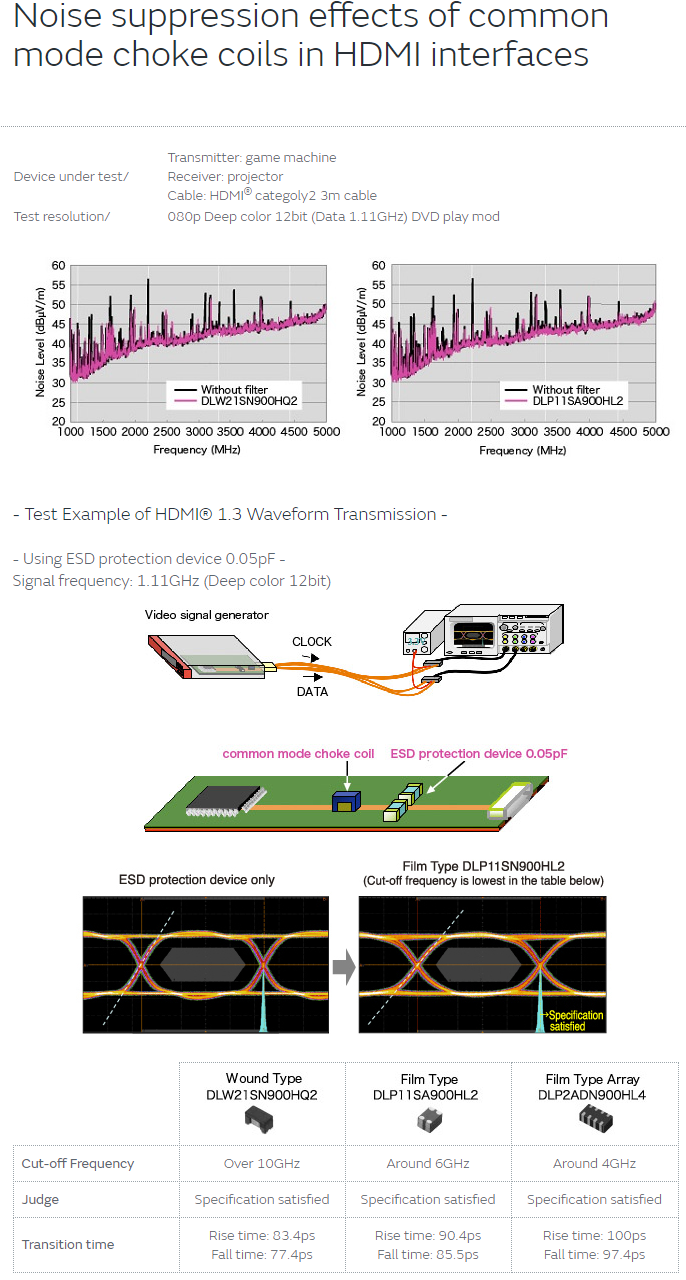 Noise suppression effects of common
mode choke coils in HDMI interfaces
Device under test/
Transmitter: game machine
Receiver: projector
Cable: HDMI® categoly2 3m cable
Test resolution/
080p Deep color 12bit (Data 1.11GHz) DVD play mod
60
55
50
45
40
35
30
25
20
Noise Level (dBμV/m)
Without filter
DLW21SN900HQ2
1000 1500 2000 2500 3000 3500 4000 4500 5000
Frequency (MHz)
60
55
50
45
40
35
30
25
20
Noise Level (dBμV/m)
Without filter
DLP11SA900HL2
1000 1500 2000 2500 3000 3500 4000 4500 5000
Frequency (MHz)
- Test Example of HDMI® 1.3 Waveform Transmission -
- Using ESD protection device 0.05pF -
Signal frequency: 1.11GHz (Deep color 12bit)
Video signal generator
CLOCK
DATA
common mode choke coil
ESD protection device 0.05pF
ESD protection device only
Film Type DLP11SN900HL2
(Cut-off frequency is lowest in the table below)
Specification
satisfied
Wound Type
DLW21SN900HQ2
Film Type
DLP11SA900HL2
Film Type Array
DLP2ADN900HL4
Cut-off Frequency
Over 10GHz
Around 6GHz
Around 4GHz
Judge
Specification satisfied
Specification satisfied
Specification satisfied
Transition time
Rise time: 83.4ps
Fall time: 77.4ps
Rise time: 90.4ps
Fall time: 85.5ps
Rise time: 100ps
Fall time: 97.4ps